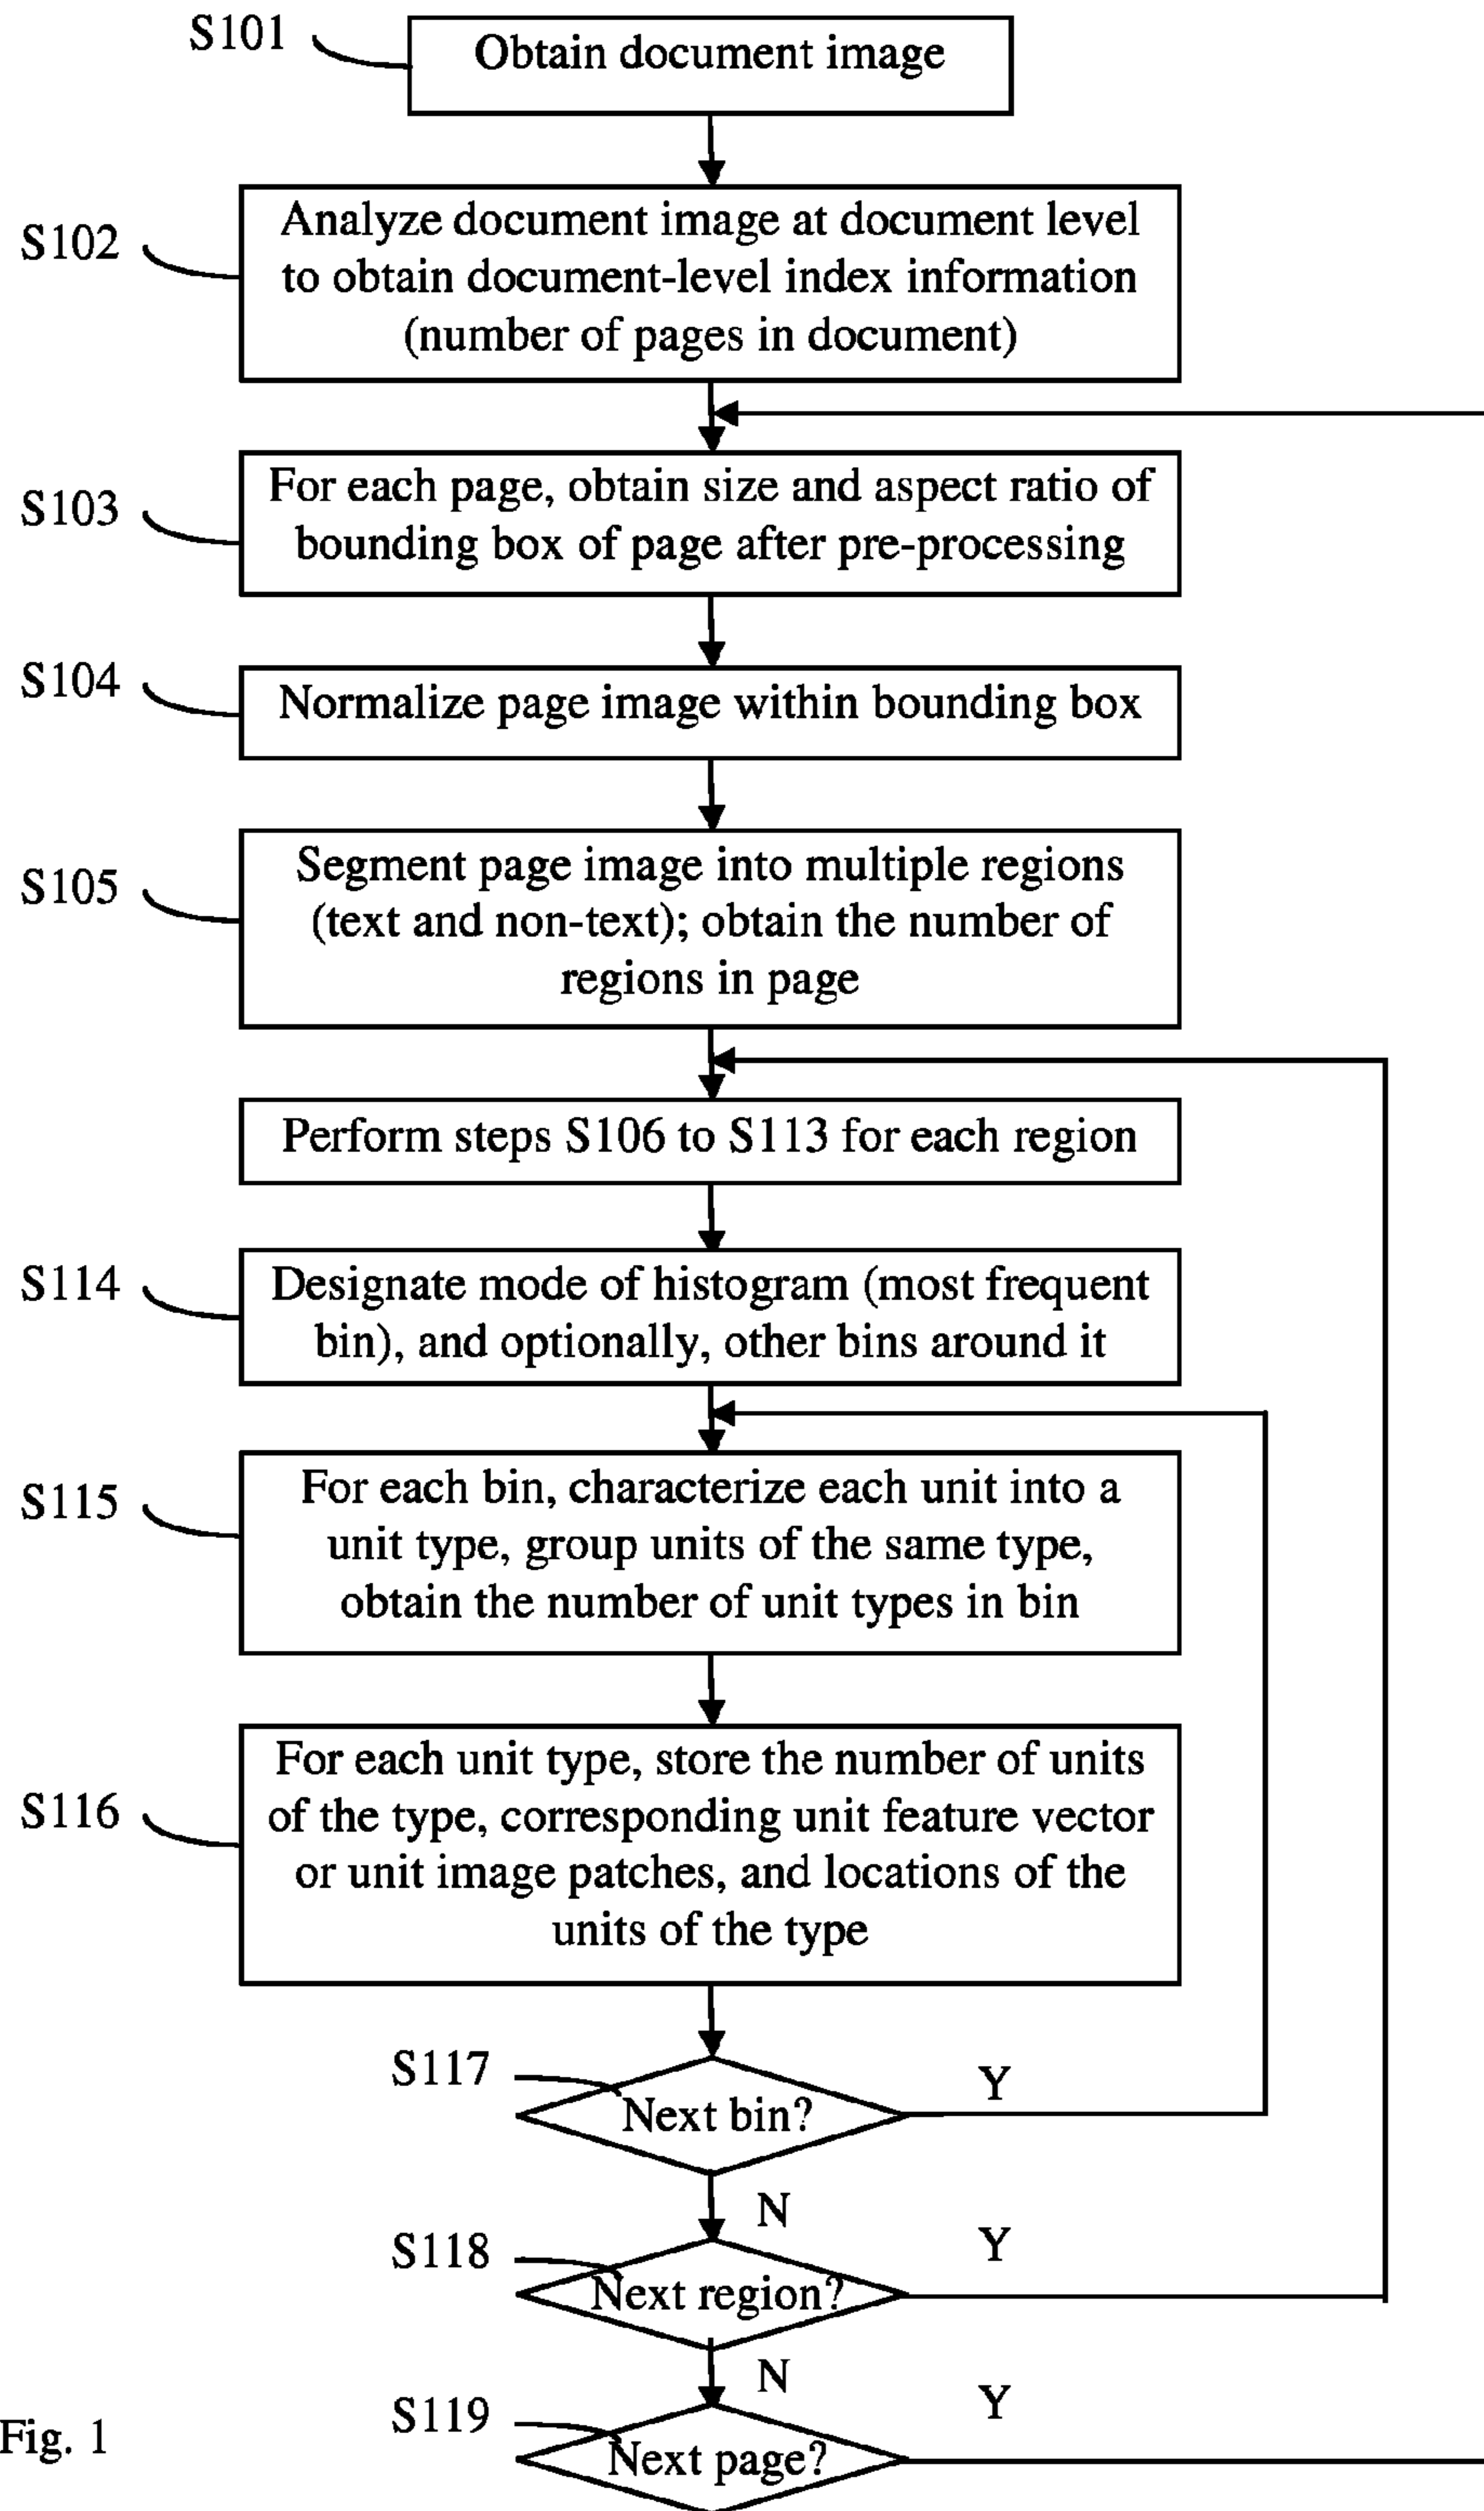 S101
Obtain document image
S102
Analyze document image at document level
to obtain document-level index information
(number of pages in document)
S103
For each page, obtain size and aspect ratio of
bounding box of page after pre-processing
S104
Normalize page image within bounding box
S105
Segment page image into multiple regions
(text and non-text); obtain the number of
regions in page
Perform steps S106 to S113 for each region
S114
Designate mode of histogram (most frequent
bin), and optionally, other bins around it
S115
For each bin, characterize each unit into a
unit type, group units of the same type,
obtain the number of unit types in bin
S116
For each unit type, store the number of units
of the type, corresponding unit feature vector
or unit image patches, and locations of the
units of the type
S117
Next bin?
Y
N
S118
Next region?
Y
N
S119
Next page?
Y
Fig. 1